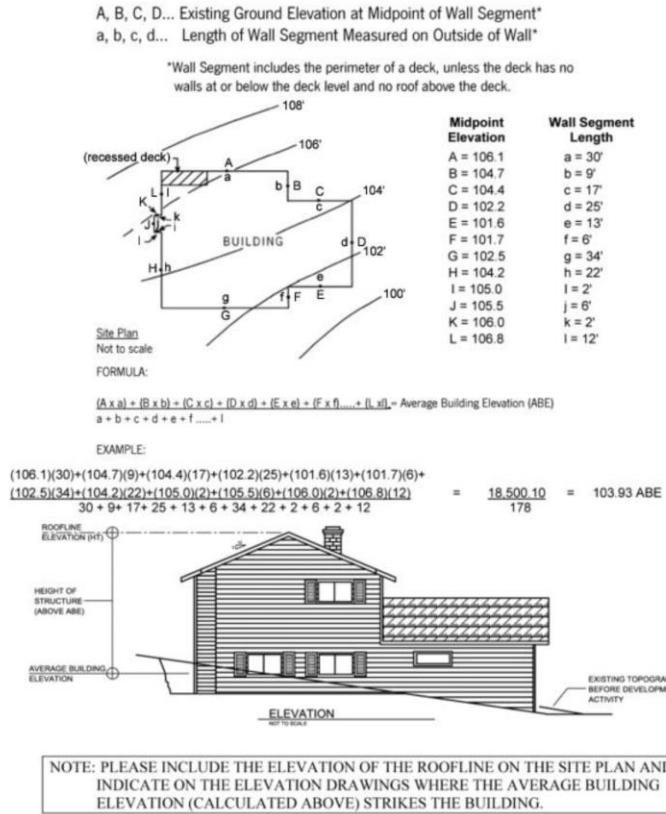 A, B, C, D... Existing Ground Elevation at Midpoint of Wall Segment*
a, b, c, d... Length of Wall Segment Measured on Outside of Wall*
*Wall Segment includes the perimeter of a deck, unless the deck has no
walls at or below the deck level and no roof above the deck.
108'
106'
(recessed deck)
A
a
b B
C
c
104'
L l
K
k
J j
i
I
BUILDING
d D
102'
H h
e
E
f F
100'
g
G
Site Plan
Not to scale
Midpoint Elevation
Wall Segment Length
A = 106.1 a = 30'
B = 104.7 b = 9'
C = 104.4 c = 17'
D = 102.2 d = 25'
E = 101.6 e = 13'
F = 101.7 f = 6'
G = 102.5 g = 34'
H = 104.2 h = 22'
I = 105.0 I = 2'
J = 105.5 j = 6'
K = 106.0 k = 2'
L = 106.8 l = 12'
FORMULA:
(A x a) + (B x b) + (C x c) + (D x d) + (E x e) + (F x f).....+ (L xl) = Average Building Elevation (ABE)
a + b + c + d + e + f .....+ l
EXAMPLE:
(106.1)(30)+(104.7)(9)+(104.4)(17)+(102.2)(25)+(101.6)(13)+(101.7)(6)+
(102.5)(34)+(104.2)(22)+(105.0)(2)+(105.5)(6)+(106.0)(2)+(106.8)(12) = 18,500.10 = 103.93 ABE
30 + 9+ 17+ 25 + 13 + 6 + 34 + 22 + 2 + 6 + 2 + 12 178
ROOFLINE
ELEVATION (HT)
HEIGHT OF
STRUCTURE
(ABOVE ABE)
AVERAGE BUILDING
ELEVATION
EXISTING TOPOGRA
BEFORE DEVELOPM
ACTIVITY
ELEVATION
NOT TO SCALE
NOTE: PLEASE INCLUDE THE ELEVATION OF THE ROOFLINE ON THE SITE PLAN AND
INDICATE ON THE ELEVATION DRAWINGS WHERE THE AVERAGE BUILDING
ELEVATION (CALCULATED ABOVE) STRIKES THE BUILDING.